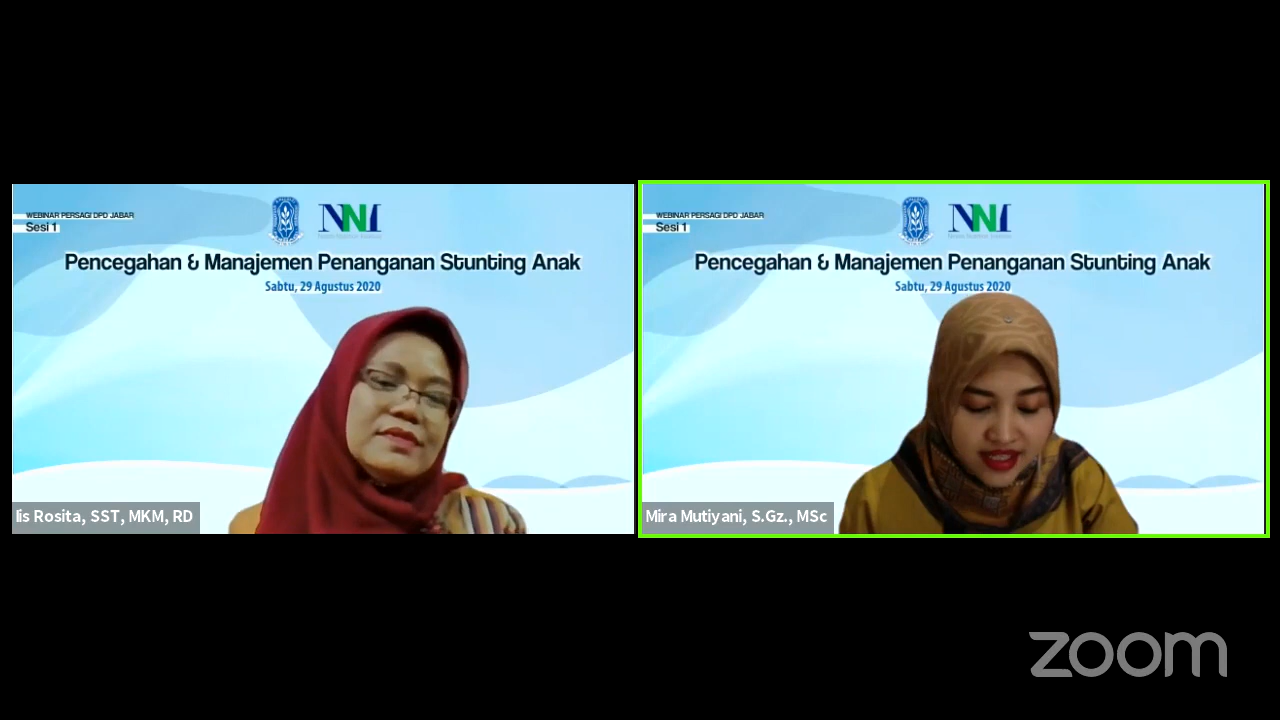 WEBINAR PERSAGI DPD JABAR
Sesi 1
NNI
Pencegahan & Manajemen Penanganan Stunting Anak
Sabtu, 29 Agustus 2020
Iis Rosita, SST, MKM, RD
WEBINAR PERSAGI DPD JABAR
Sesi 1
NNI
Pencegahan & Manajemen Penanganan Stunting Anak
Sabtu, 29 Agustus 2020
Mira Mutiyani, S.Gz., MSc
zoom